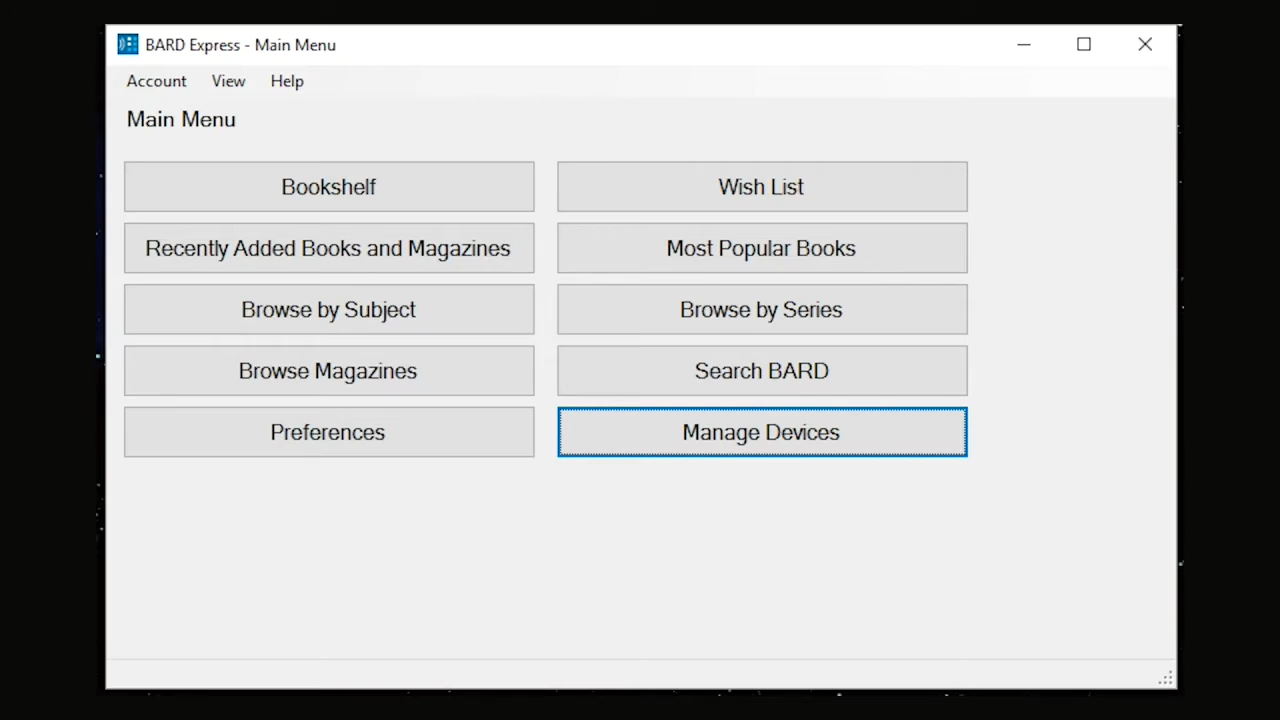 BARD Express - Main Menu
Account View Help
Main Menu
Bookshelf
Wish List
Recently Added Books and Magazines
Most Popular Books
Browse by Subject
Browse by Series
Browse Magazines
Search BARD
Preferences
Manage Devices